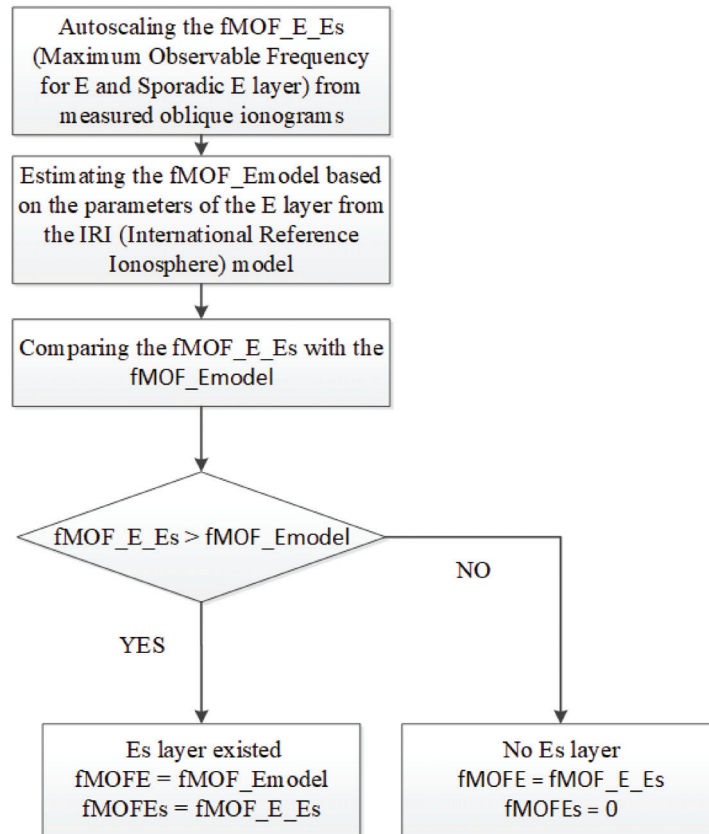 Autoscaling the fMOF_E_Es
(Maximum Observable Frequency
for E and Sporadic E layer) from
measured oblique ionograms
Estimating the fMOF_Emodel based
on the parameters of the E layer from
the IRI (International Reference
Ionosphere) model
Comparing the fMOF_E_Es with the
fMOF_Emodel
fMOF_E_Es > fMOF_Emodel
NO
YES
Es layer existed
fMOFE = fMOF_Emodel
fMOFEs = fMOF_E_Es
No Es layer
fMOFE = fMOF_E_Es
fMOFEs = 0